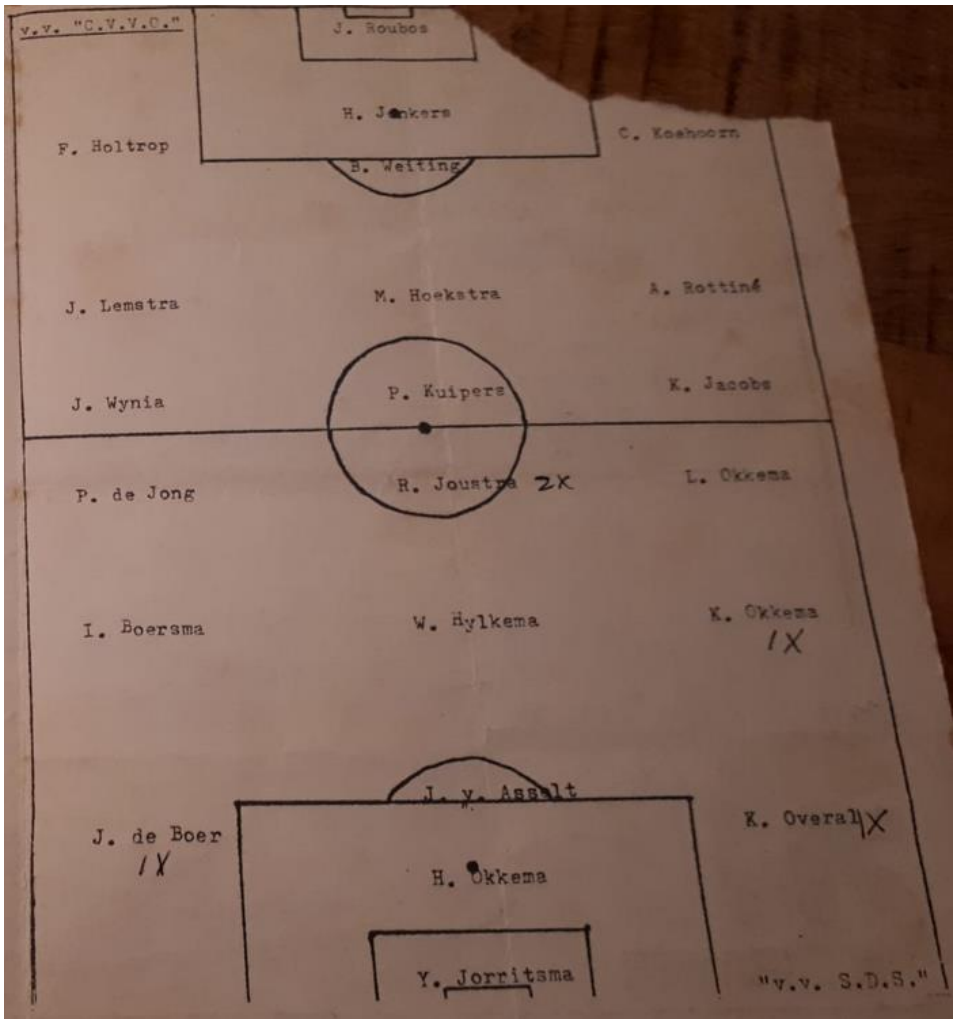 v.v. "C.V.V.O."
J. Roubos
H. Jonkers
F. Holtrop
C. Koehoorn
B. Weiting
J. Lemstra
M. Hoekstra
A. Rottiné
J. Wynia
P. Kuipers
K. Jacobs
P. de Jong
R. Joustra 2X
L. Okkema
I. Boersma
W. Hylkema
K. Okkema
1X
J. v. Asselt
J. de Boer
1X
K. Overal 1X
H. Okkema
Y. Jorritsma
"v.v. S.D.S."